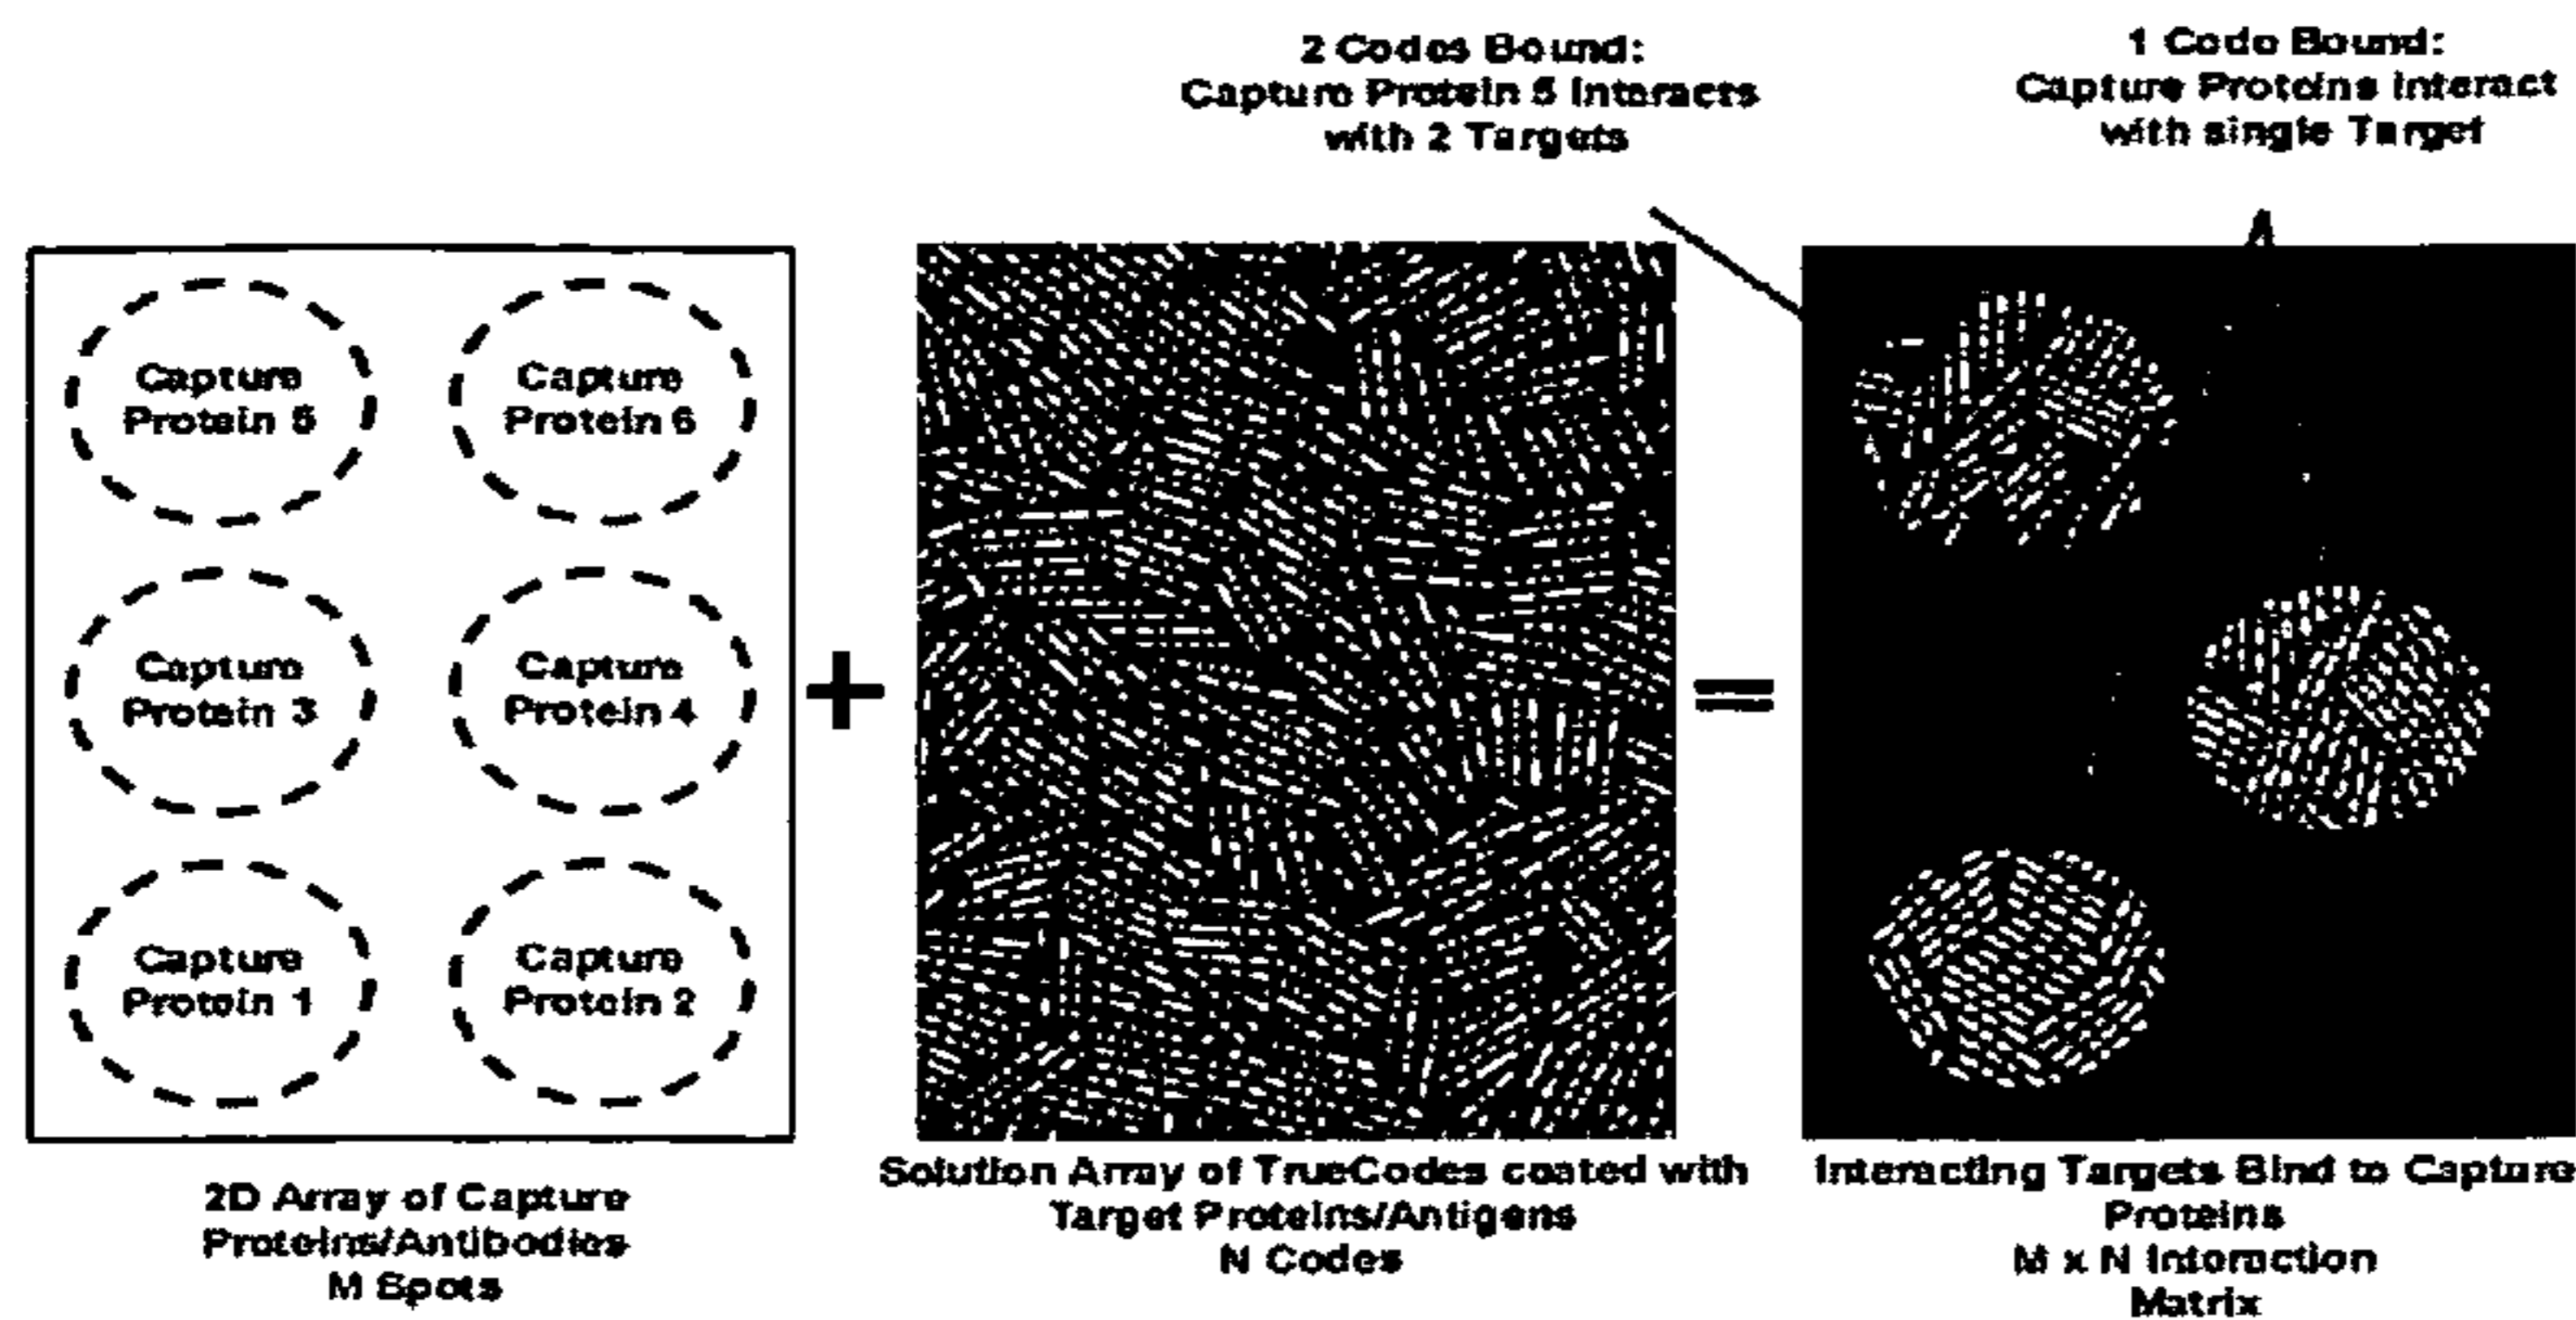 2 Codes Bound:
Capture Protein 5 Interacts
with 2 Targets
1 Code Bound:
Capture Proteins Interact
with single Target
Capture
Protein 5
Capture
Protein 6
Capture
Protein 3
Capture
Protein 4
Capture
Protein 1
Capture
Protein 2
+
=
2D Array of Capture
Proteins/Antibodies
M Spots
Solution Array of TrueCodes coated with
Target Proteins/Antigens
N Codes
Interacting Targets Bind to Capture
Proteins
M x N Interaction
Matrix